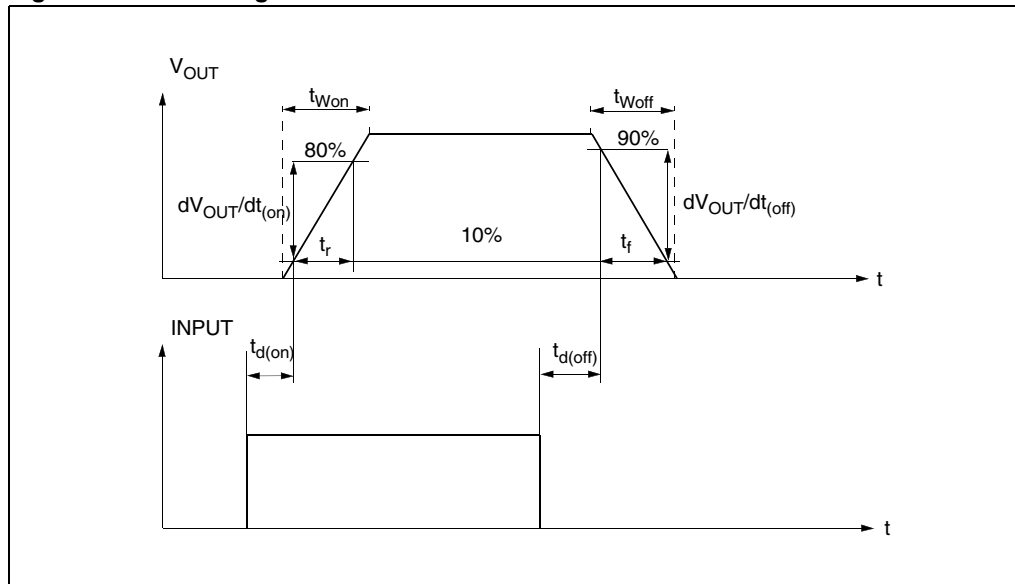 V_OUT
t_Won
t_Woff
80%
90%
dV_OUT/dt_(on)
dV_OUT/dt_(off)
t_r
10%
t_f
t
INPUT
t_d(on)
t_d(off)
t